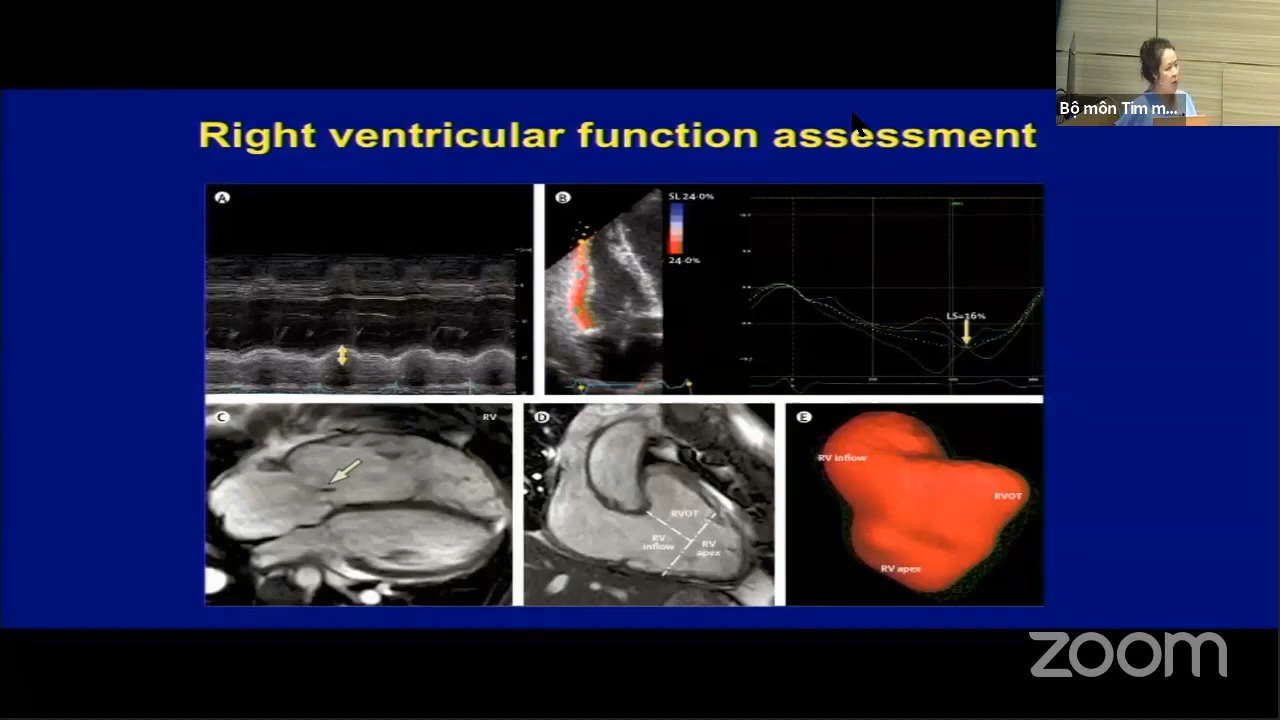 Bộ môn Tim m...
Right ventricular function assessment
A
B
SL 24.0%
24.0%
LS=16%
C
RV
D
RVOT
RV
inflow
RV
apex
E
RV inflow
RVOT
RV apex
zoom